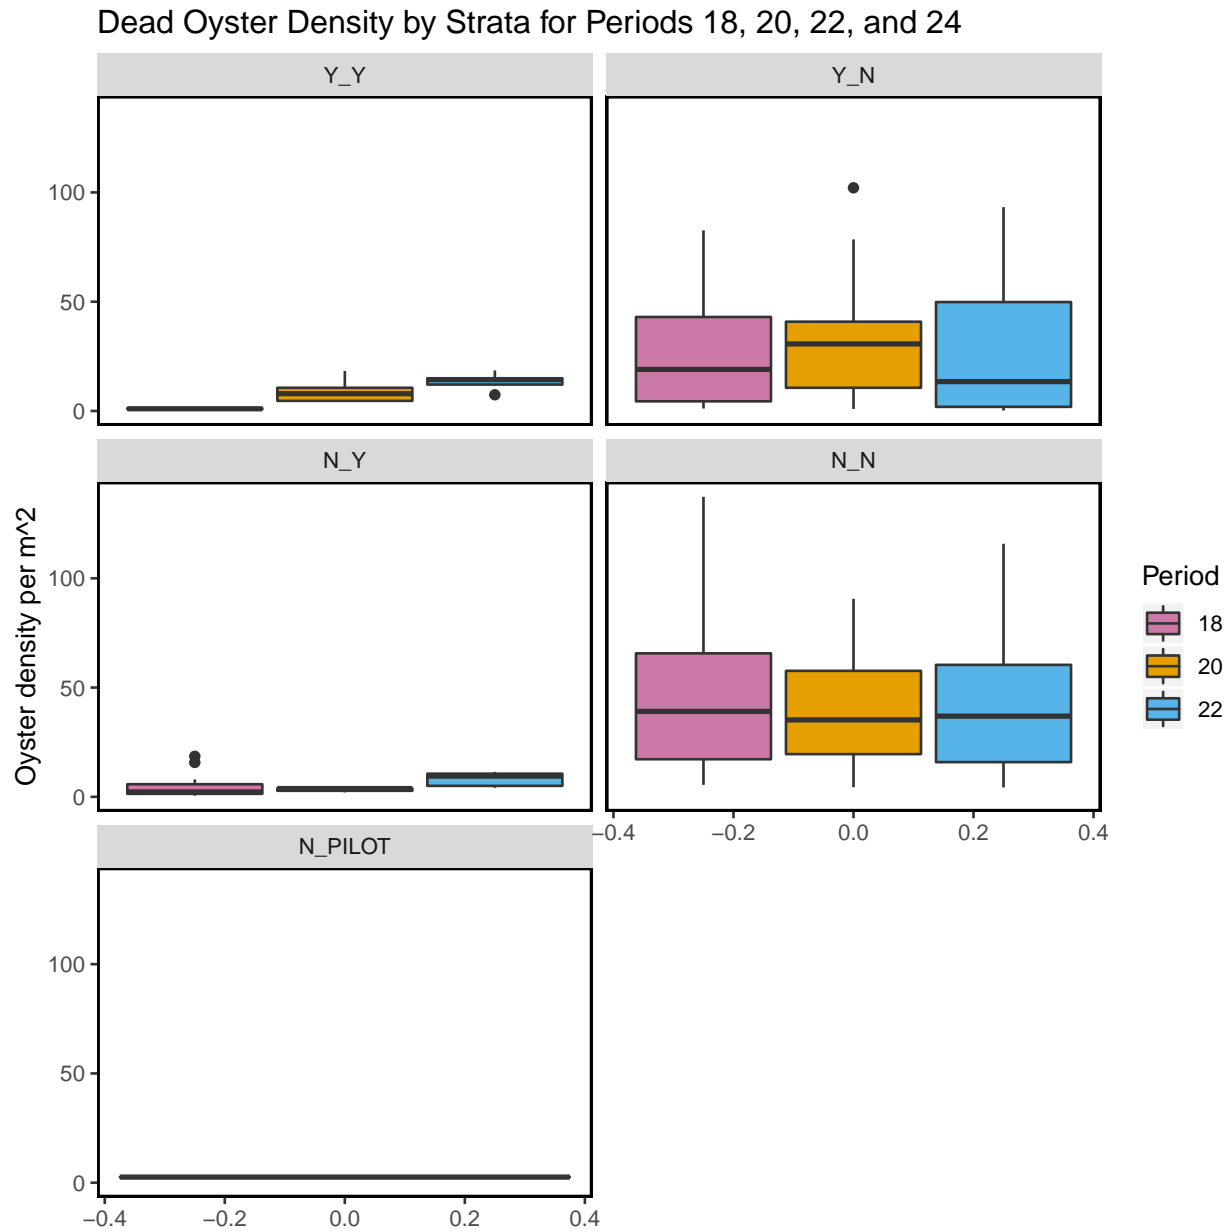 Dead Oyster Density by Strata for Periods 18, 20, 22, and 24
Y_Y
Y_N
100
50
0
N_Y
N_N
Oyster density per m^2
100
50
0
−0.4
−0.2
0.0
0.2
0.4
Period
18
20
22
N_PILOT
100
50
0
−0.4
−0.2
0.0
0.2
0.4